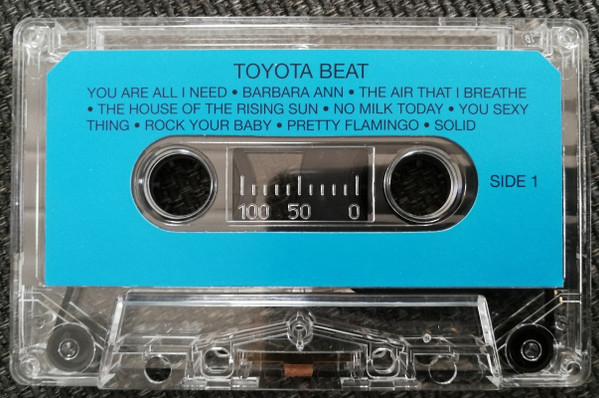 TOYOTA BEAT
YOU ARE ALL I NEED • BARBARA ANN • THE AIR THAT I BREATHE
• THE HOUSE OF THE RISING SUN • NO MILK TODAY • YOU SEXY
THING • ROCK YOUR BABY • PRETTY FLAMINGO • SOLID
SIDE 1
100 50 0